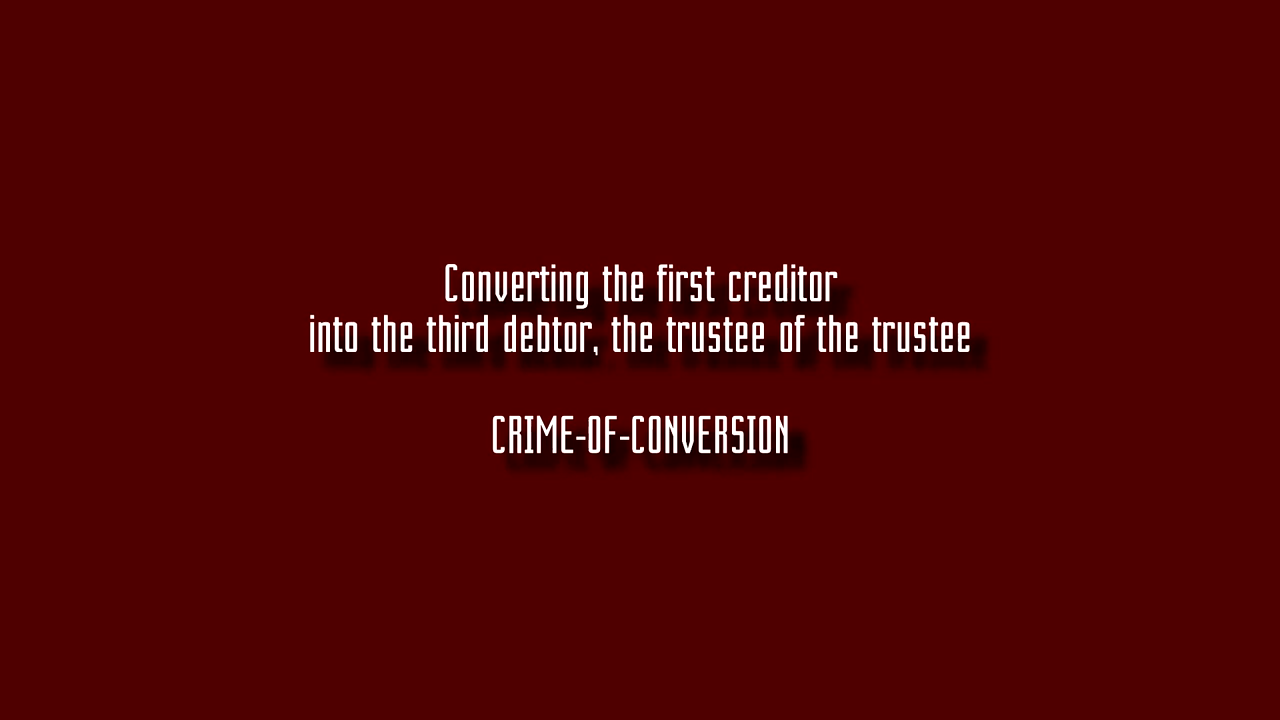 Converting the first creditor
into the third debtor, the trustee of the trustee
CRIME-OF-CONVERSION